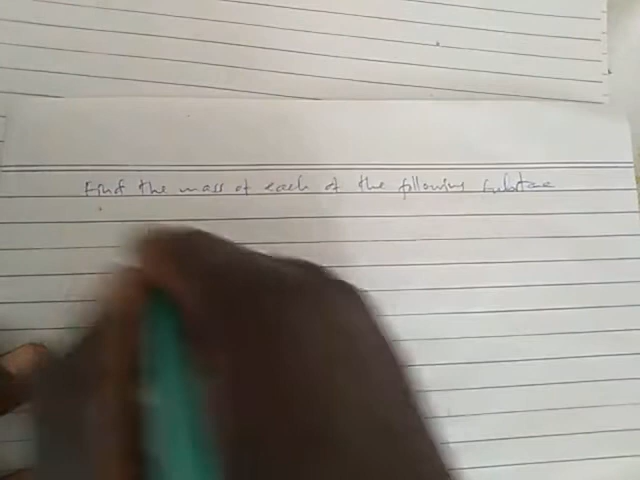 Find the mass of each of the following substance